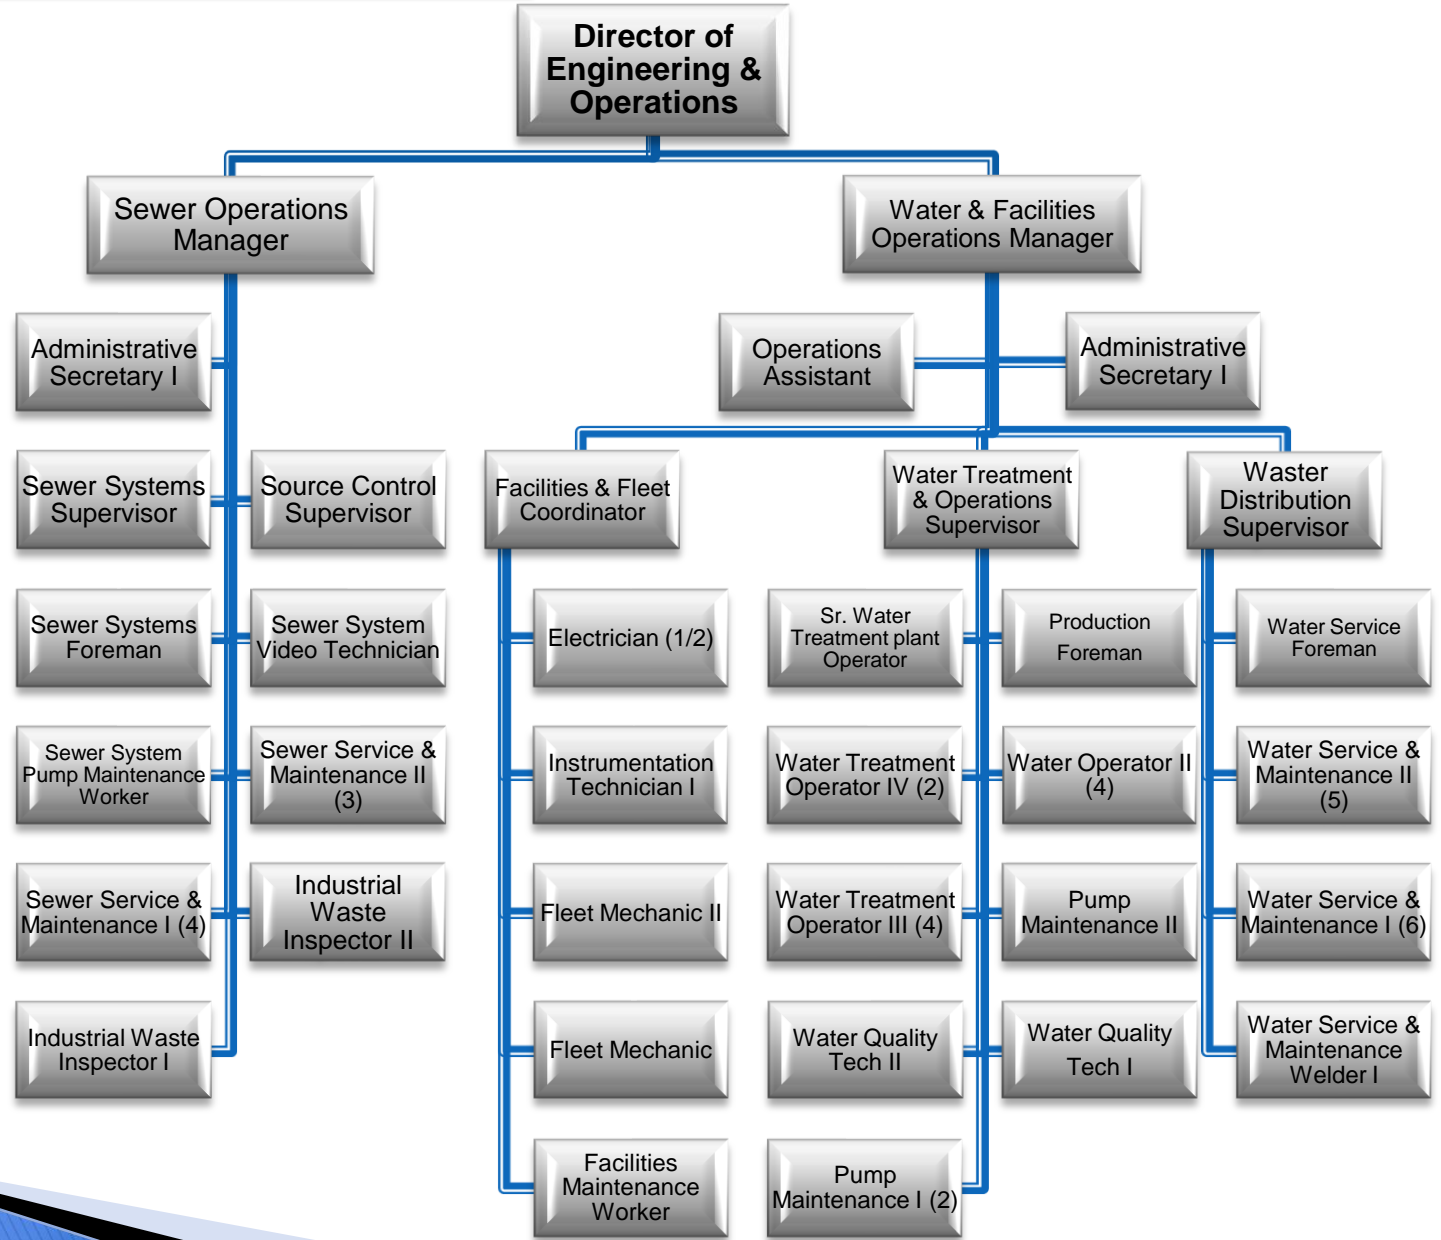 Director of
Engineering &
Operations
Sewer Operations
Manager
Water & Facilities
Operations Manager
Administrative
Secretary I
Operations
Assistant
Administrative
Secretary I
Sewer Systems
Supervisor
Source Control
Supervisor
Facilities & Fleet
Coordinator
Water Treatment
& Operations
Supervisor
Waster
Distribution
Supervisor
Sewer Systems
Foreman
Sewer System
Video Technician
Electrician (1/2)
Sr. Water
Treatment plant
Operator
Production
Foreman
Water Service
Foreman
Sewer System
Pump Maintenance
Worker
Sewer Service &
Maintenance II
(3)
Instrumentation
Technician I
Water Treatment
Operator IV (2)
Water Operator II
(4)
Water Service &
Maintenance II
(5)
Sewer Service &
Maintenance I (4)
Industrial
Waste
Inspector II
Fleet Mechanic II
Water Treatment
Operator III (4)
Pump
Maintenance II
Water Service &
Maintenance I (6)
Industrial Waste
Inspector I
Fleet Mechanic
Water Quality
Tech II
Water Quality
Tech I
Water Service &
Maintenance
Welder I
Facilities
Maintenance
Worker
Pump
Maintenance I (2)